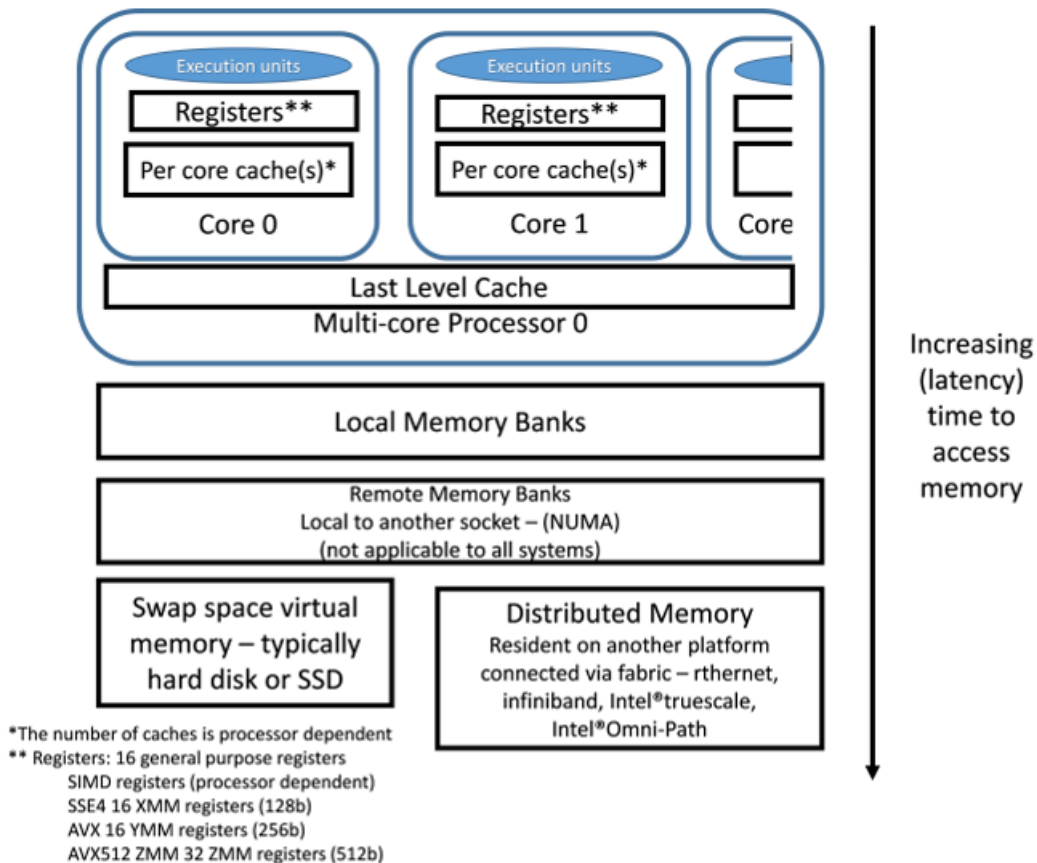 Execution units
Registers**
Per core cache(s)*
Core 0
Execution units
Registers**
Per core cache(s)*
Core 1
Core
Last Level Cache
Multi-core Processor 0
Local Memory Banks
Remote Memory Banks
Local to another socket – (NUMA)
(not applicable to all systems)
Swap space virtual
memory – typically
hard disk or SSD
Distributed Memory
Resident on another platform
connected via fabric – rthernet,
infiniband, Intel®truescale,
Intel®Omni-Path
Increasing
(latency)
time to
access
memory
*The number of caches is processor dependent
** Registers: 16 general purpose registers
SIMD registers (processor dependent)
SSE4 16 XMM registers (128b)
AVX 16 YMM registers (256b)
AVX512 ZMM 32 ZMM registers (512b)